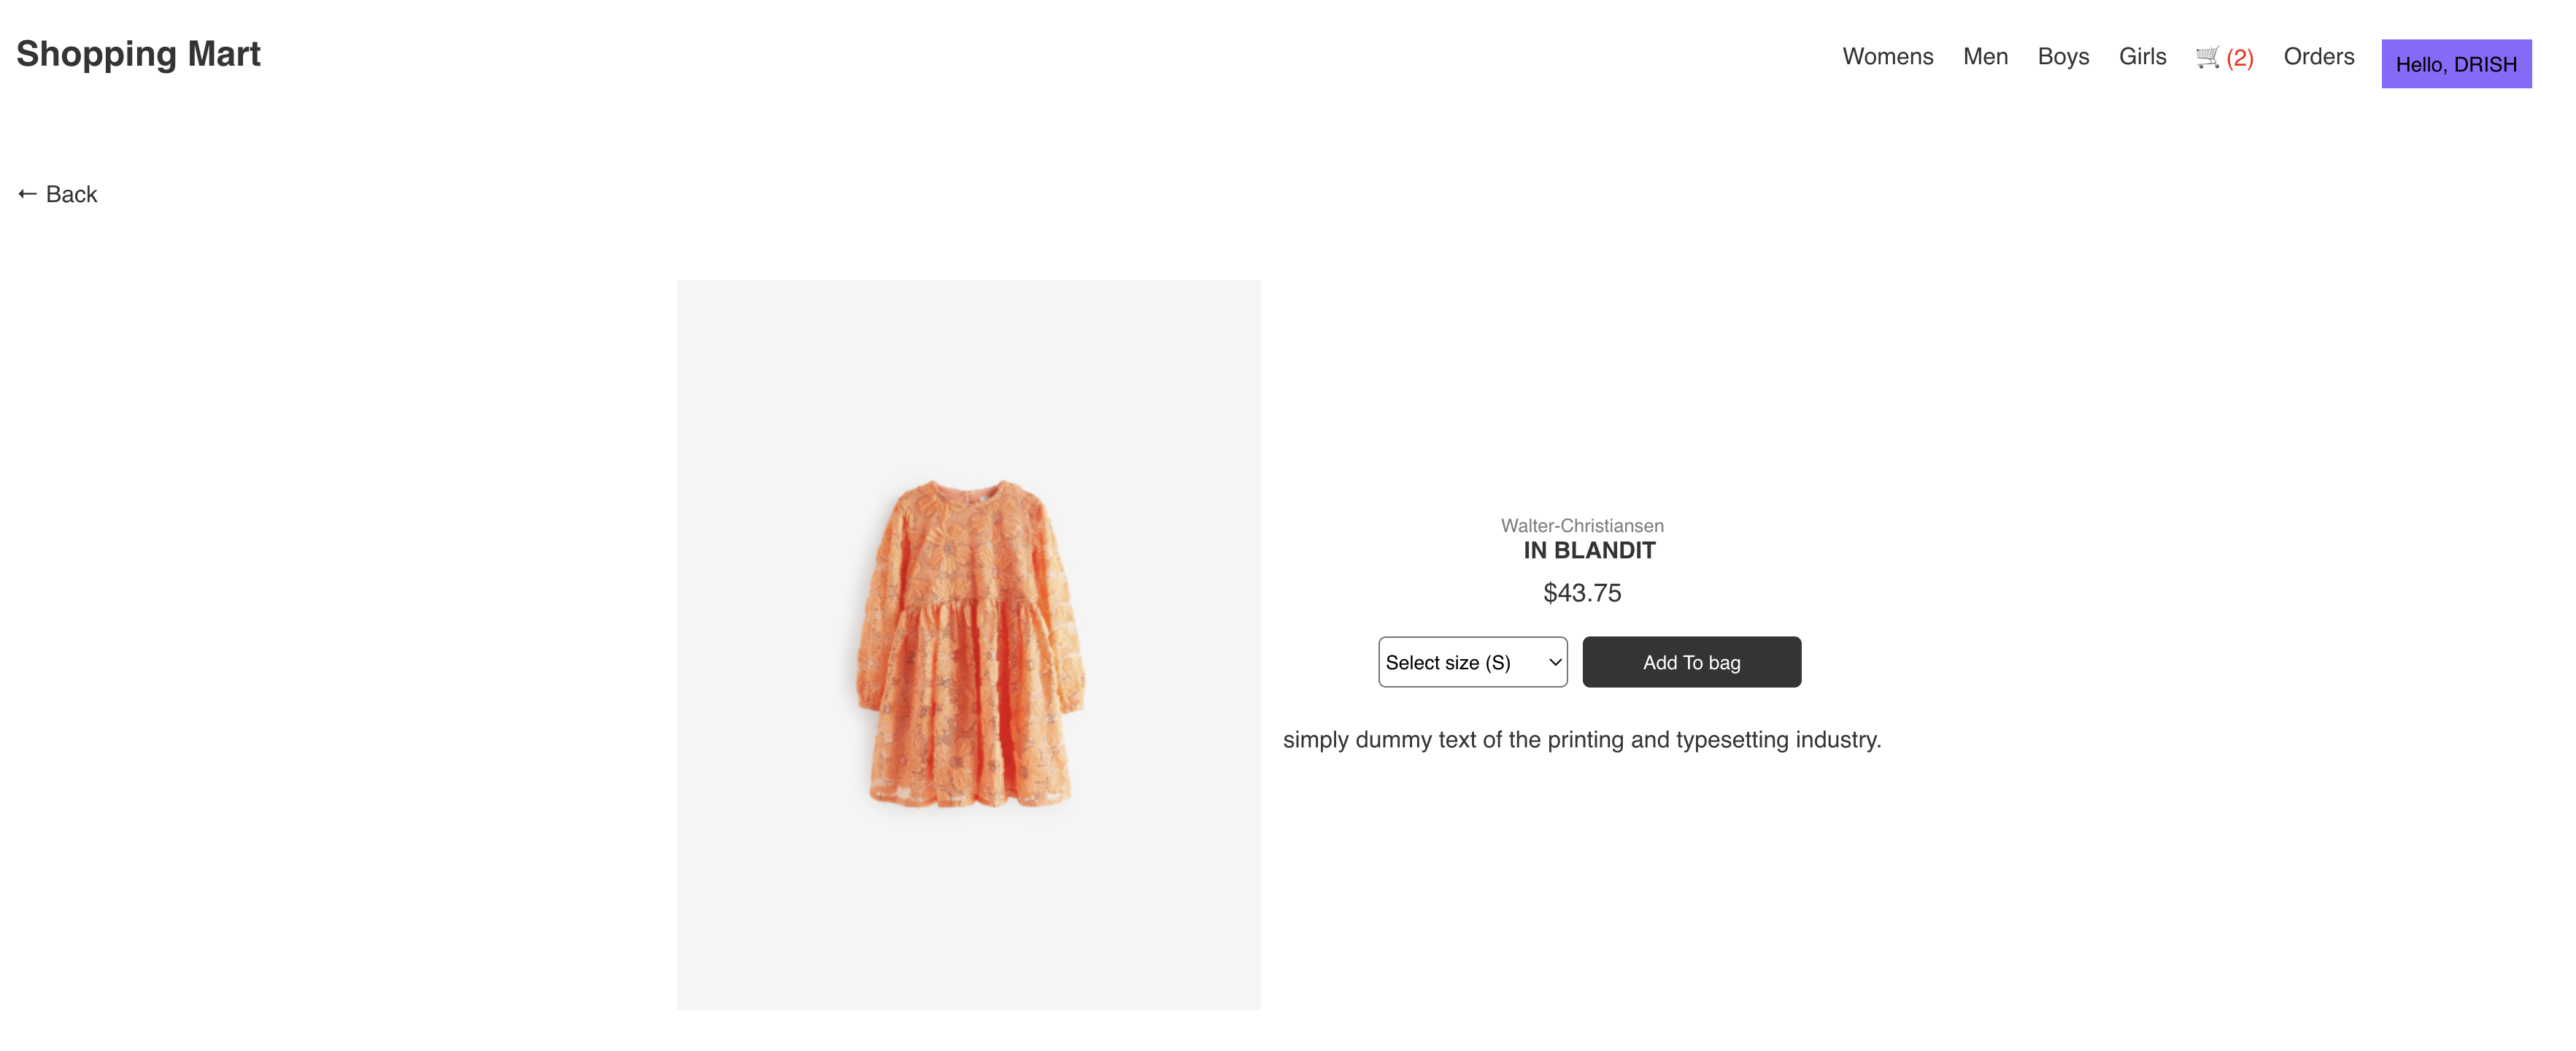 Shopping Mart
Womens Men Boys Girls 🛒 (2) Orders Hello, DRISH
← Back
Walter-Christiansen
IN BLANDIT
$43.75
Select size (S) Add To bag
simply dummy text of the printing and typesetting industry.